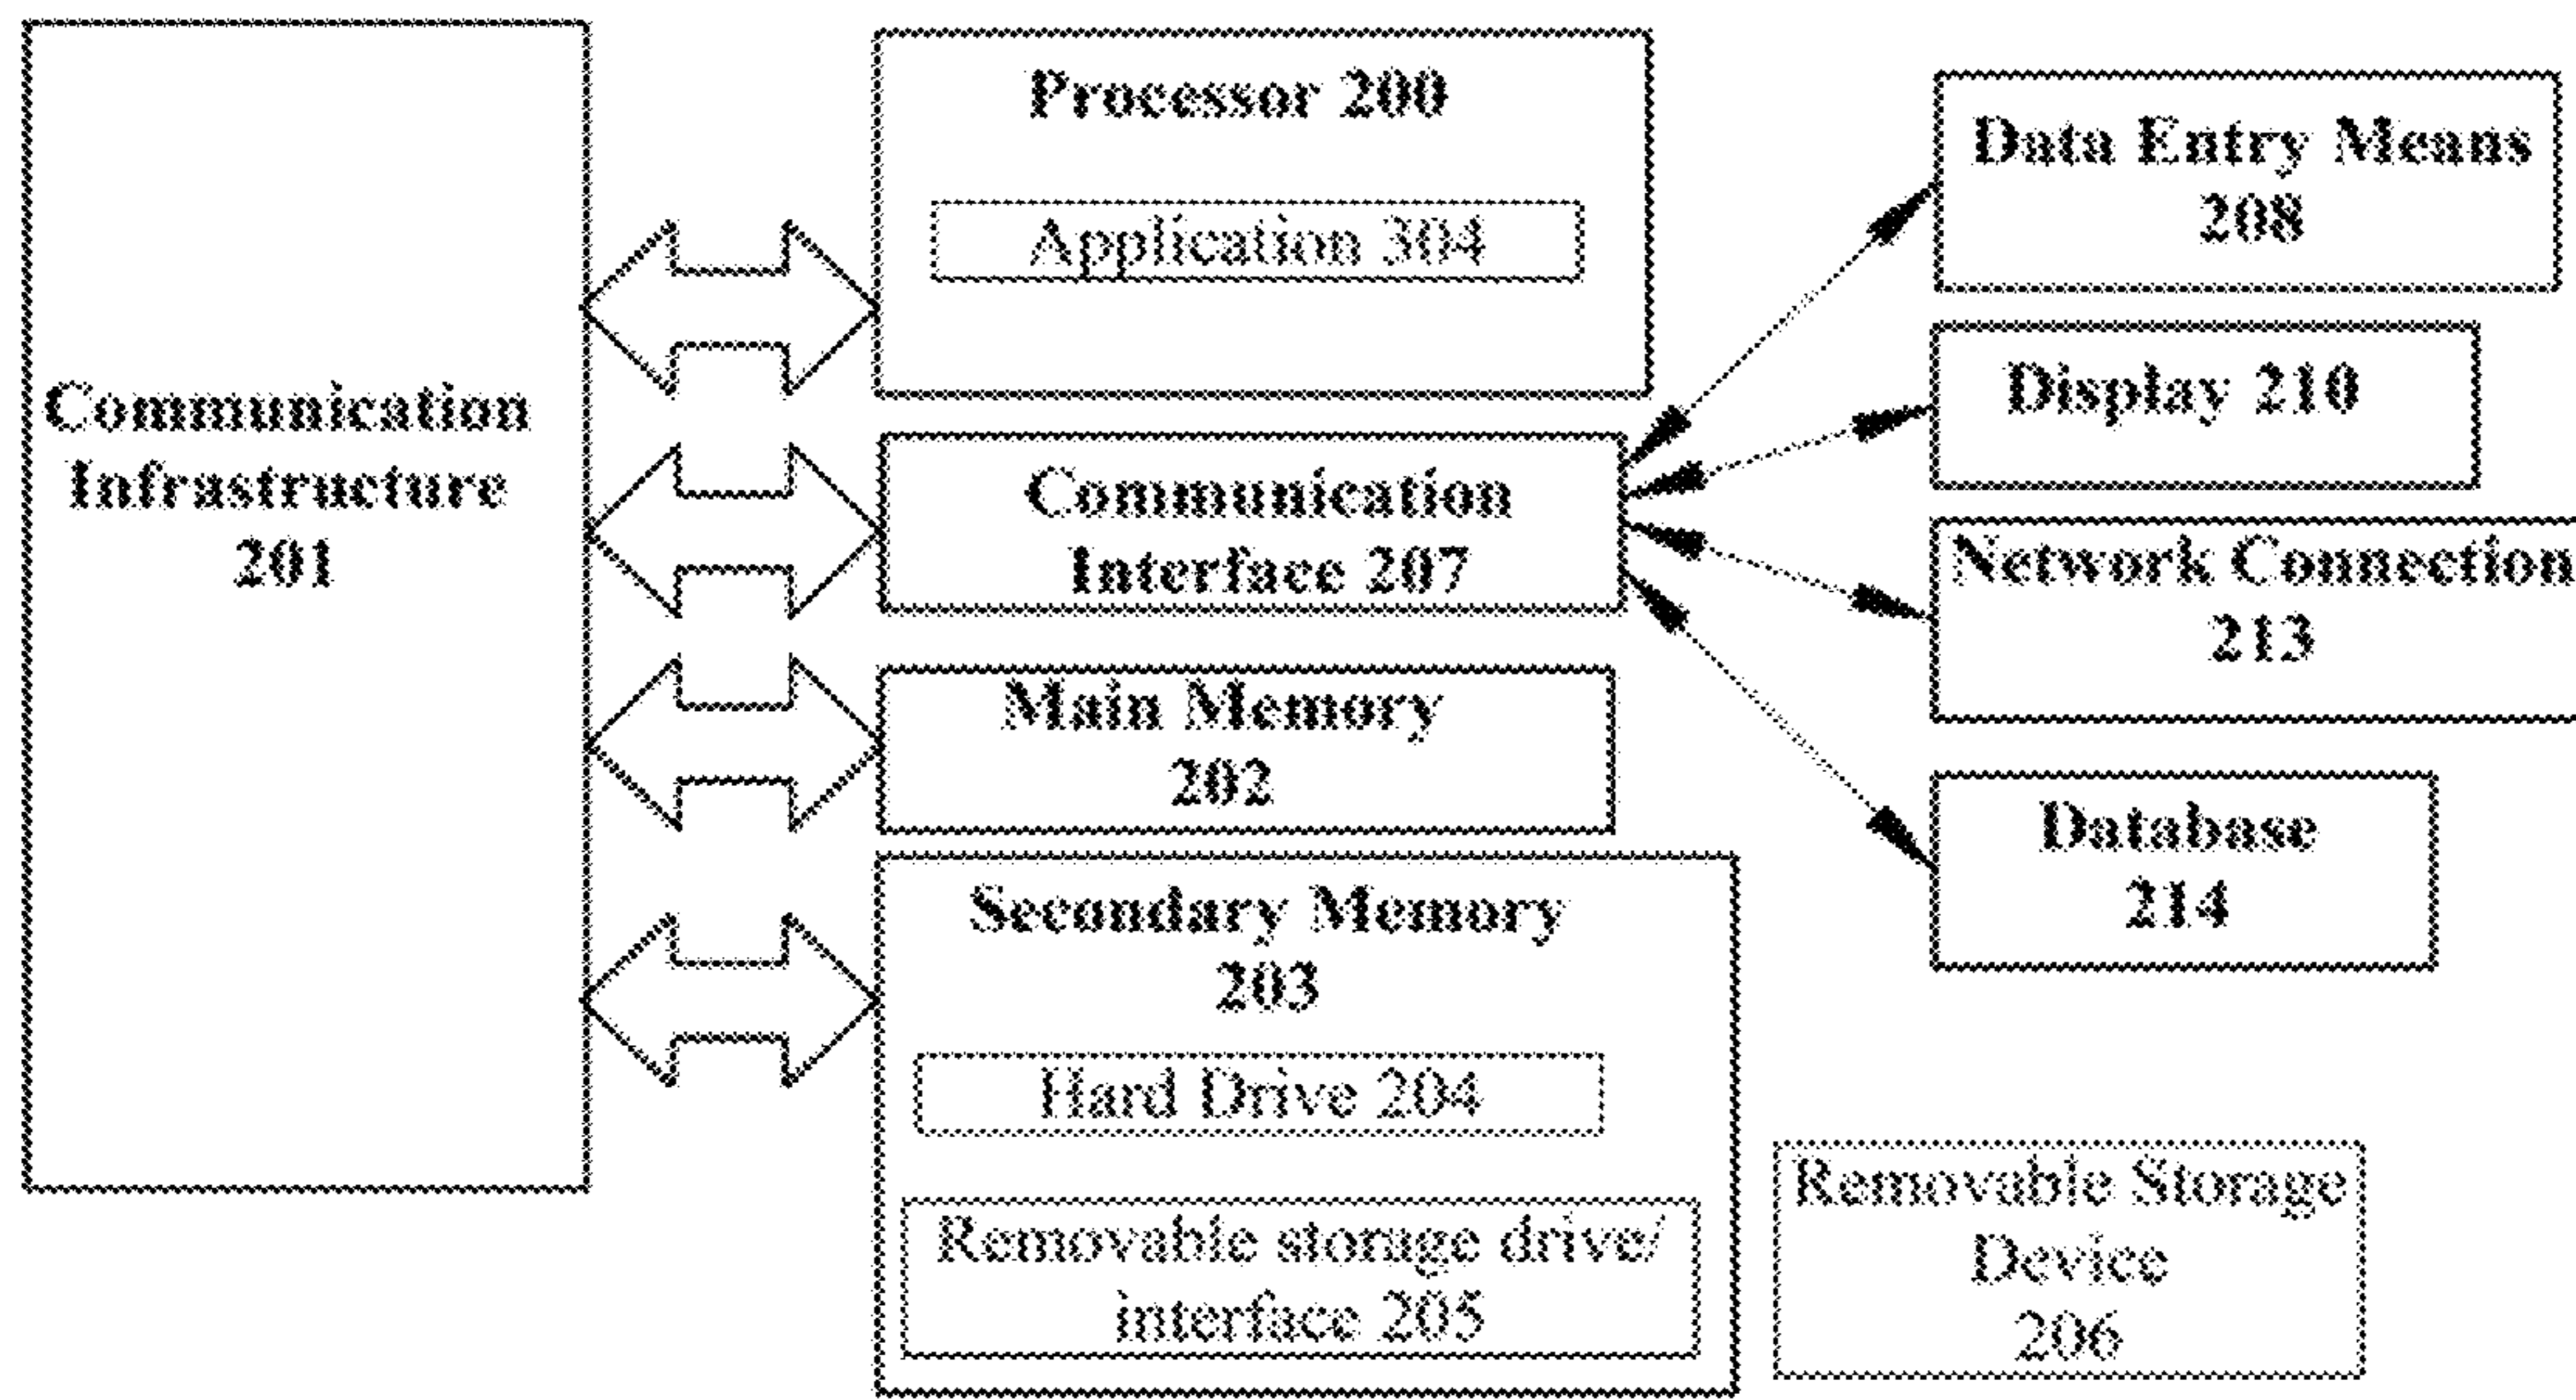 Communication
Infrastructure
201
Processor 200
Application 304
Communication
Interface 207
Main Memory
202
Secondary Memory
203
Hard Drive 204
Removable storage drive/
interface 205
Data Entry Means
208
Display 210
Network Connection
213
Database
214
Removable Storage
Device
206